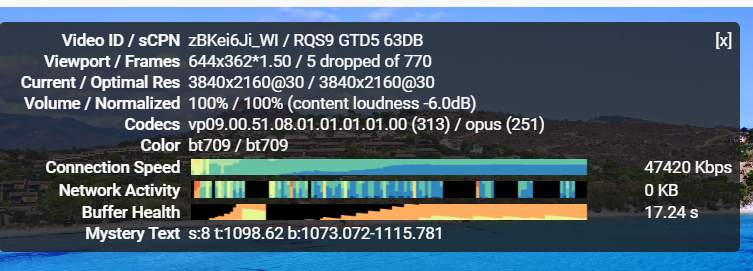 Video ID / sCPN zBKei6Ji_WI / RQS9 GTD5 63DB [x]
Viewport / Frames 644x362*1.50 / 5 dropped of 770
Current / Optimal Res 3840x2160@30 / 3840x2160@30
Volume / Normalized 100% / 100% (content loudness -6.0dB)
Codecs vp09.00.51.08.01.01.01.01.00 (313) / opus (251)
Color bt709 / bt709
Connection Speed 47420 Kbps
Network Activity 0 KB
Buffer Health 17.24 s
Mystery Text s:8 t:1098.62 b:1073.072-1115.781